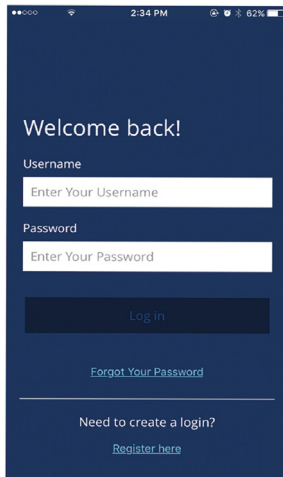 2:34 PM
62%
Welcome back!
Username
Enter Your Username
Password
Enter Your Password
Log in
Forgot Your Password
Need to create a login?
Register here